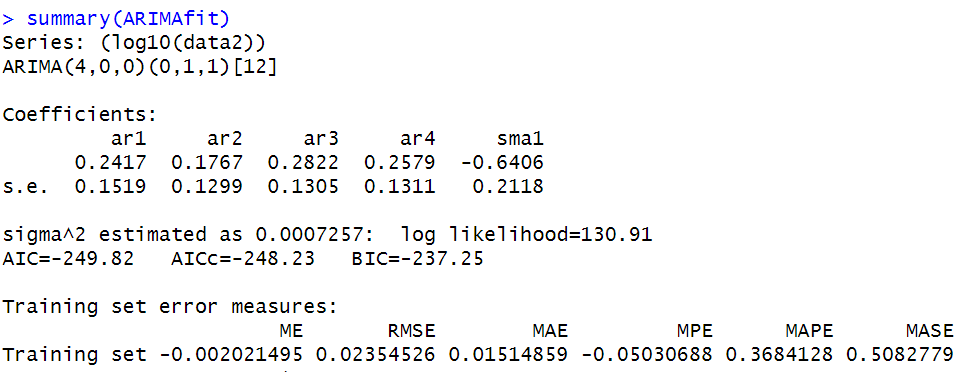 > summary(ARIMAfit)
Series: (log10(data2))
ARIMA(4,0,0)(0,1,1)[12]
Coefficients:
ar1 ar2 ar3 ar4 sma1
0.2417 0.1767 0.2822 0.2579 -0.6406
s.e. 0.1519 0.1299 0.1305 0.1311 0.2118
sigma^2 estimated as 0.0007257: log likelihood=130.91
AIC=-249.82 AICc=-248.23 BIC=-237.25
Training set error measures:
ME RMSE MAE MPE MAPE MASE
Training set -0.002021495 0.02354526 0.01514859 -0.05030688 0.3684128 0.5082779